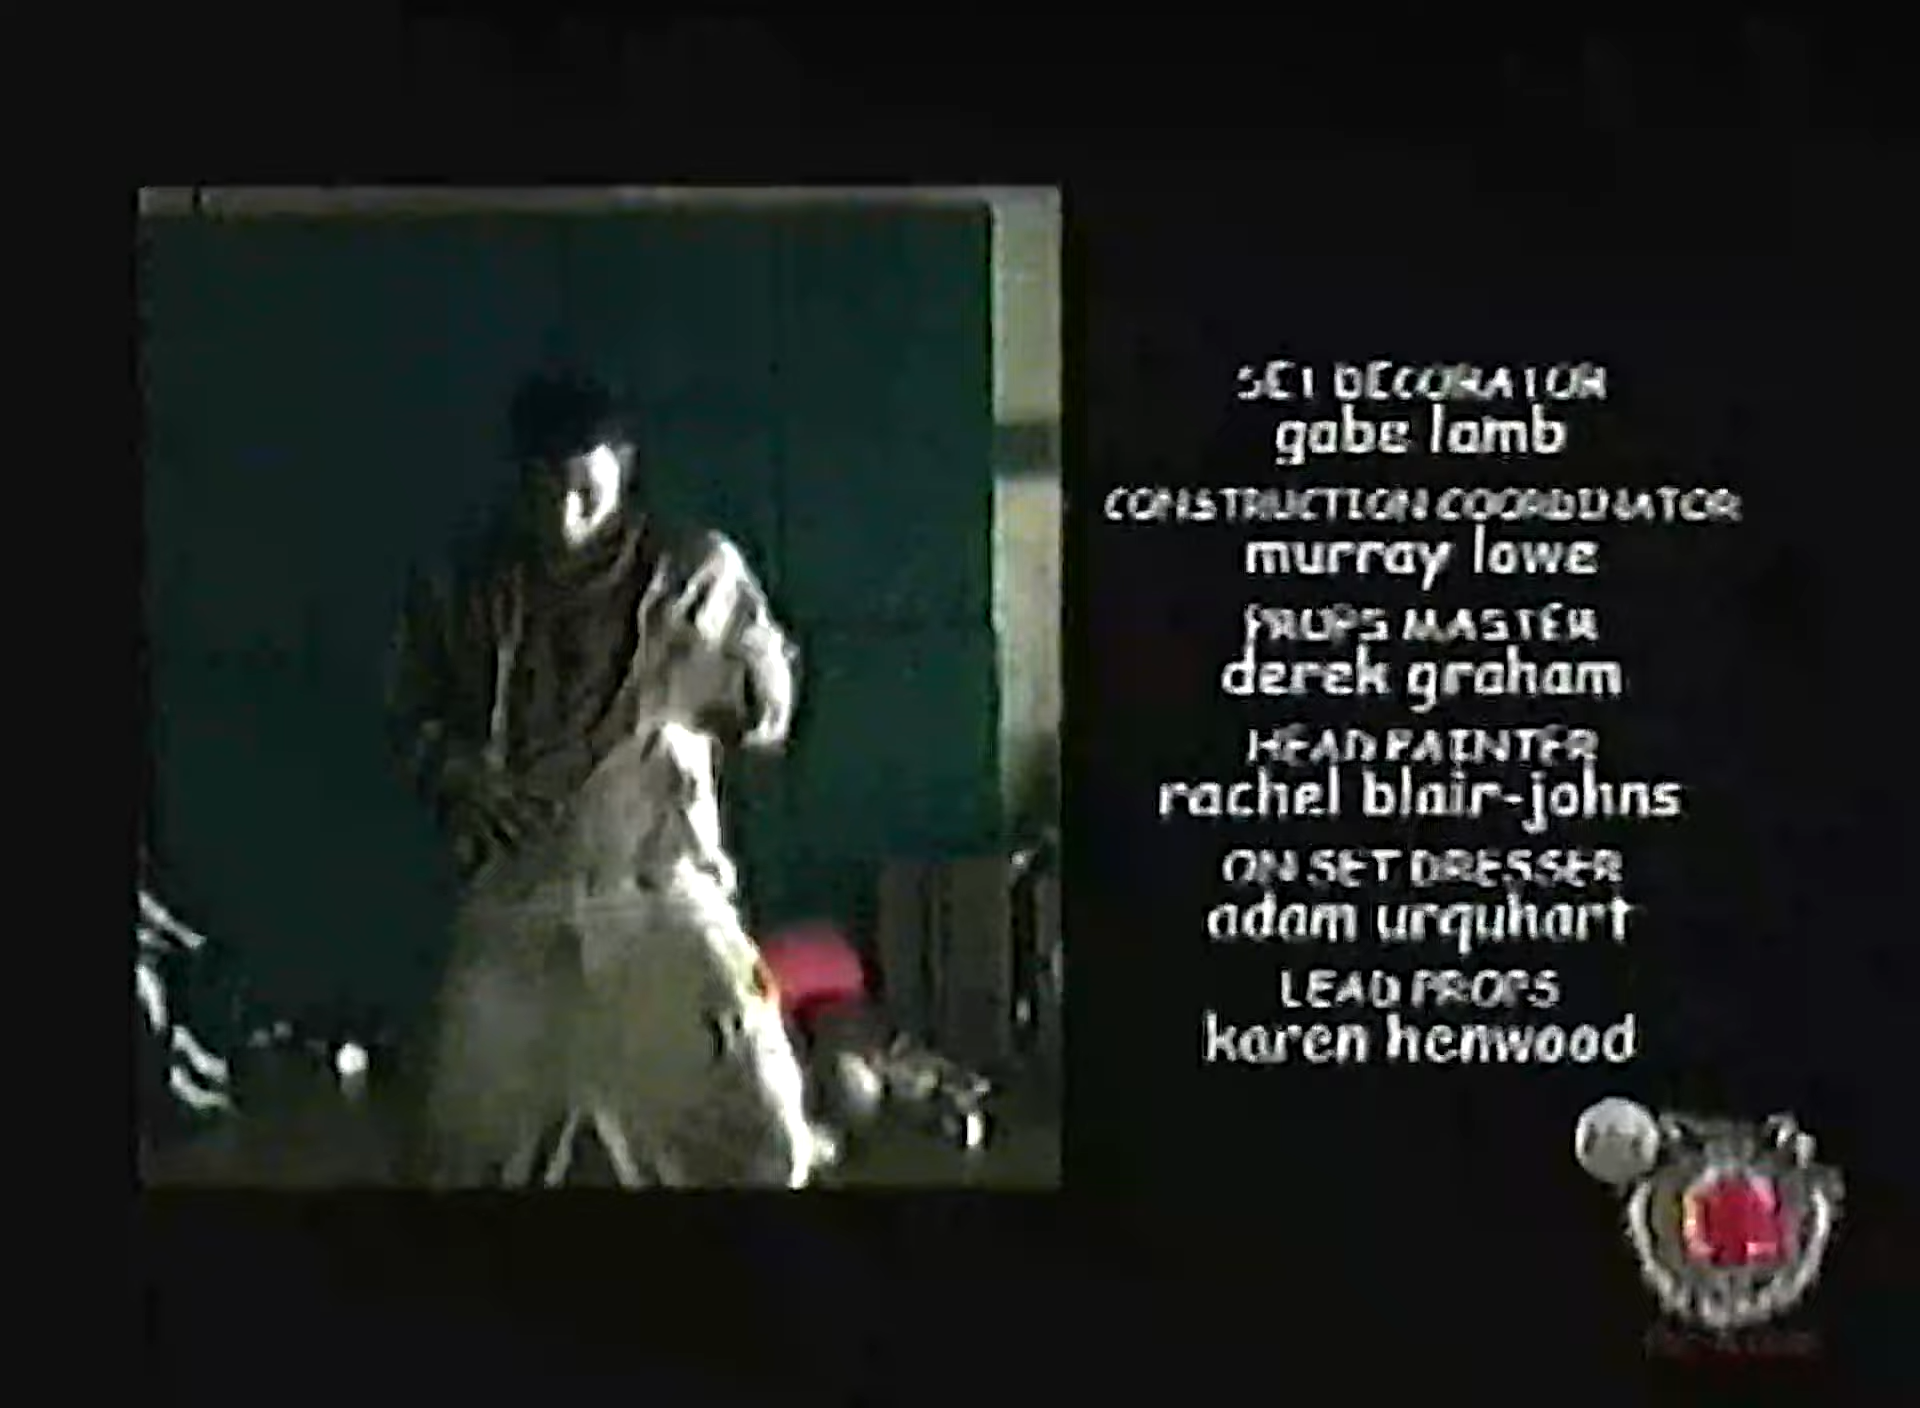 SET DECORATOR
gabe lamb
CONSTRUCTION COORDINATOR
murray lowe
PROPS MASTER
derek graham
HEAD PAINTER
rachel blair-johns
ON SET DRESSER
adam urquhart
LEAD PROPS
karen henwood